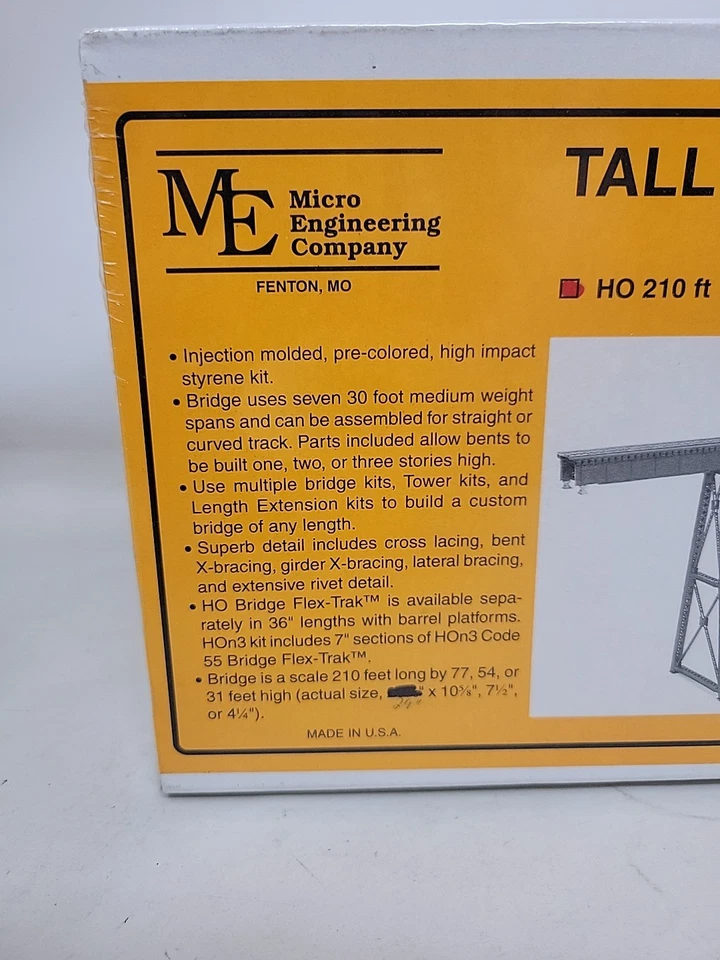 ME Micro
Engineering
Company
FENTON, MO
TALL
HO 210 ft
• Injection molded, pre-colored, high impact
styrene kit.
• Bridge uses seven 30 foot medium weight
spans and can be assembled for straight or
curved track. Parts included allow bents to
be built one, two, or three stories high.
• Use multiple bridge kits, Tower kits, and
Length Extension kits to build a custom
bridge of any length.
• Superb detail includes cross lacing, bent
X-bracing, girder X-bracing, lateral bracing,
and extensive rivet detail.
• HO Bridge Flex-Trak™ is available sepa-
rately in 36" lengths with barrel platforms.
HOn3 kit includes 7" sections of HOn3 Code
55 Bridge Flex-Trak™.
• Bridge is a scale 210 feet long by 77, 54, or
31 feet high (actual size, " x 10⅝", 7½",
or 4¼").
MADE IN U.S.A.